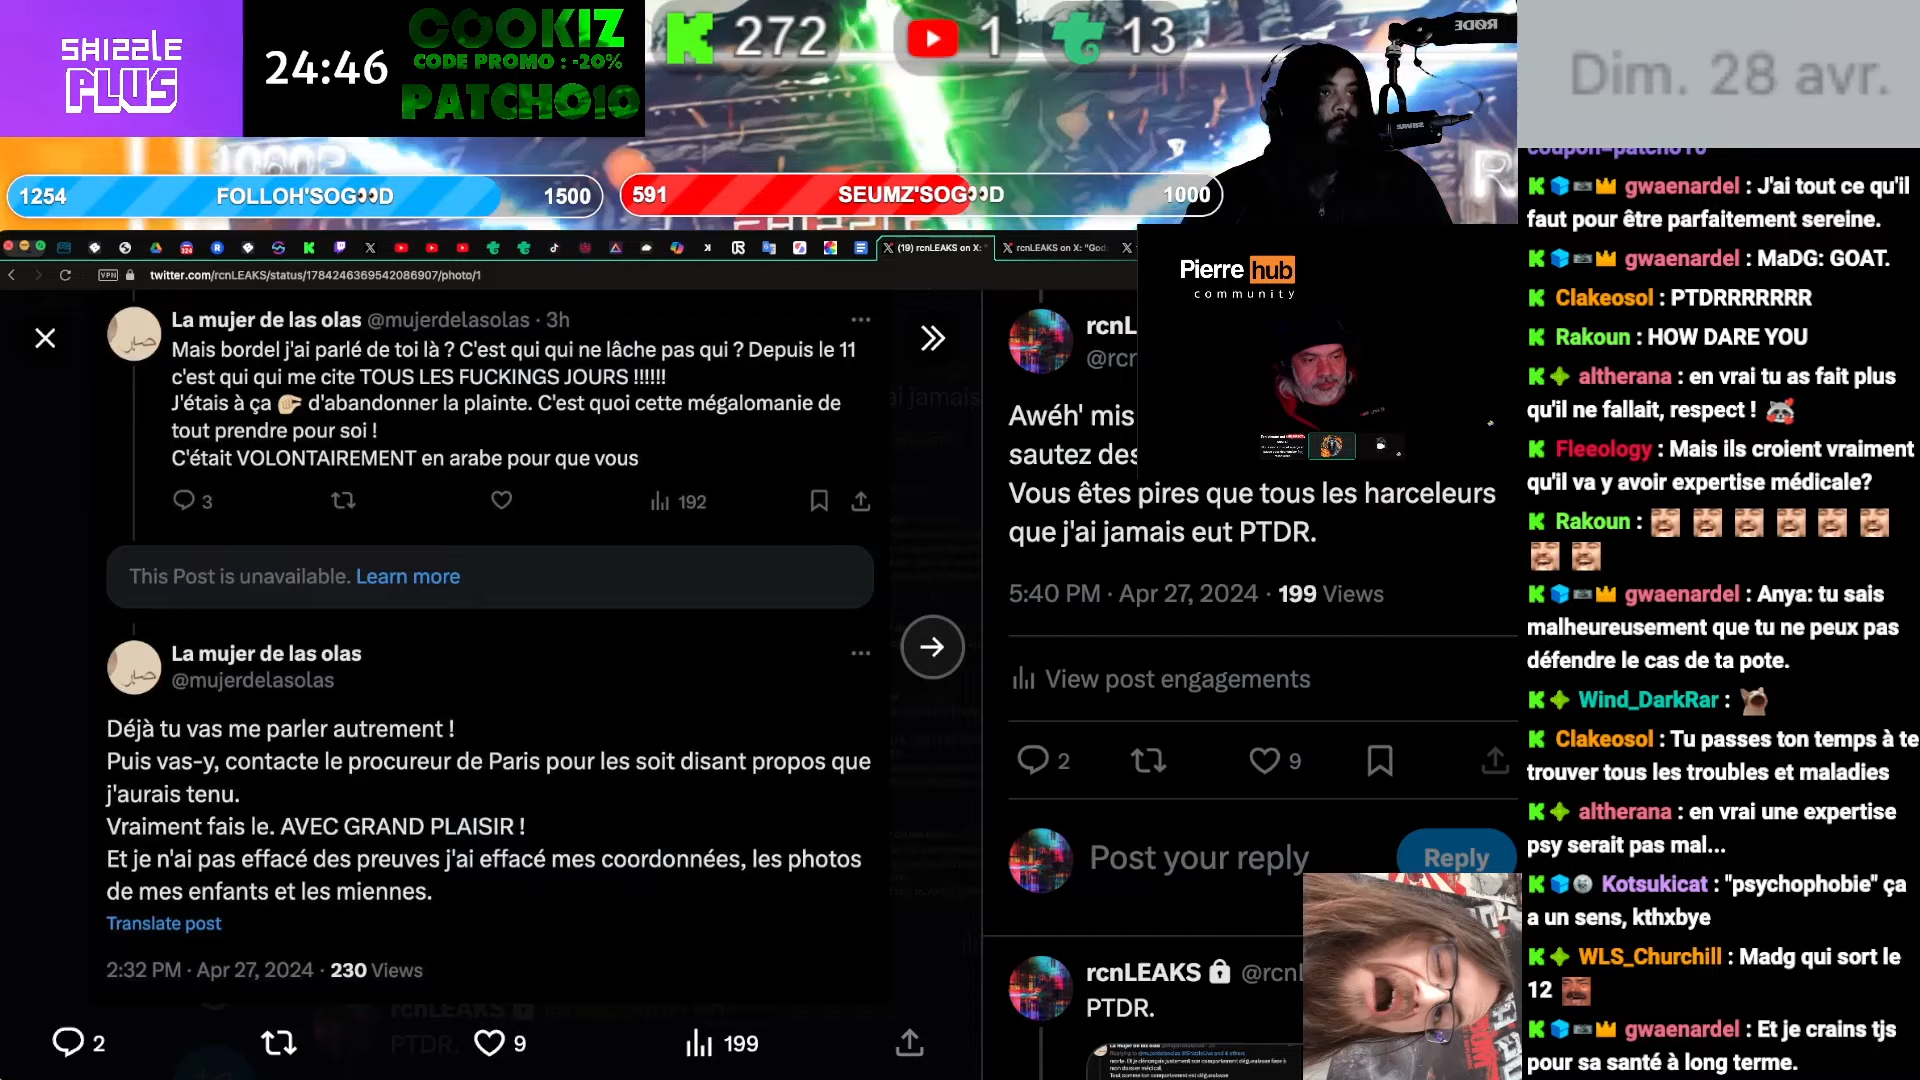 SHIZZLE
PLUS
24:46
COOKIZ
CODE PROMO : -20%
PATCHO10
272
1
13
RØDE
Dim. 28 avr.
1254 FOLLOH'SOG👀D 1500
591 SEUMZ'SOG👀D 1000
(19) rcnLEAKS on X: "
rcnLEAKS on X: "God
twitter.com/rcnLEAKS/status/1784246369542086907/photo/1
VPN
La mujer de las olas @mujerdelasolas · 3h
Mais bordel j'ai parlé de toi là ? C'est qui qui ne lâche pas qui ? Depuis le 11
c'est qui qui me cite TOUS LES FUCKINGS JOURS !!!!!!
J'étais à ça 🤏🏼 d'abandonner la plainte. C'est quoi cette mégalomanie de
tout prendre pour soi !
C'était VOLONTAIREMENT en arabe pour que vous
3
192
This Post is unavailable. Learn more
La mujer de las olas
@mujerdelasolas
Déjà tu vas me parler autrement !
Puis vas-y, contacte le procureur de Paris pour les soit disant propos que
j'aurais tenu.
Vraiment fais le. AVEC GRAND PLAISIR !
Et je n'ai pas effacé des preuves j'ai effacé mes coordonnées, les photos
de mes enfants et les miennes.
Translate post
2:32 PM · Apr 27, 2024 · 230 Views
2
9
199
Pierre hub
community
rcnL
@rcr
Awéh' mis
sautez des
Vous êtes pires que tous les harceleurs
que j'ai jamais eut PTDR.
5:40 PM · Apr 27, 2024 · 199 Views
View post engagements
2
9
Post your reply
Reply
rcnLEAKS @rcnl
PTDR.
coupon=patcho10
gwaenardel : J'ai tout ce qu'il
faut pour être parfaitement sereine.
gwaenardel : MaDG: GOAT.
Clakeosol : PTDRRRRRRR
Rakoun : HOW DARE YOU
altherana : en vrai tu as fait plus
qu'il ne fallait, respect !
Fleeology : Mais ils croient vraiment
qu'il va y avoir expertise médicale?
Rakoun :
gwaenardel : Anya: tu sais
malheureusement que tu ne peux pas
défendre le cas de ta pote.
Wind_DarkRar :
Clakeosol : Tu passes ton temps à te
trouver tous les troubles et maladies
altherana : en vrai une expertise
psy serait pas mal...
Kotsukicat : "psychophobie" ça
a un sens, kthxbye
WLS_Churchill : Madg qui sort le
12
gwaenardel : Et je crains tjs
pour sa santé à long terme.